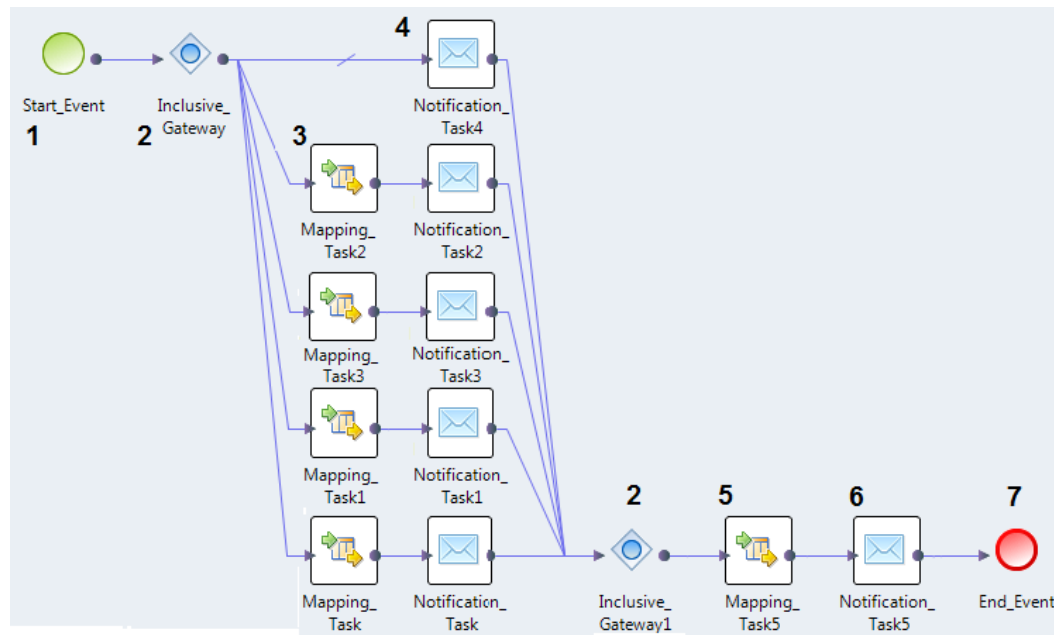 4
Start_Event
Inclusive_
Gateway
Notification_
Task4
1
2
3
Mapping_
Task2
Notification_
Task2
Mapping_
Task3
Notification_
Task3
Mapping_
Task1
Notification_
Task1
2
5
6
7
Mapping_
Task
Notification_
Task
Inclusive_
Gateway1
Mapping_
Task5
Notification_
Task5
End_Event